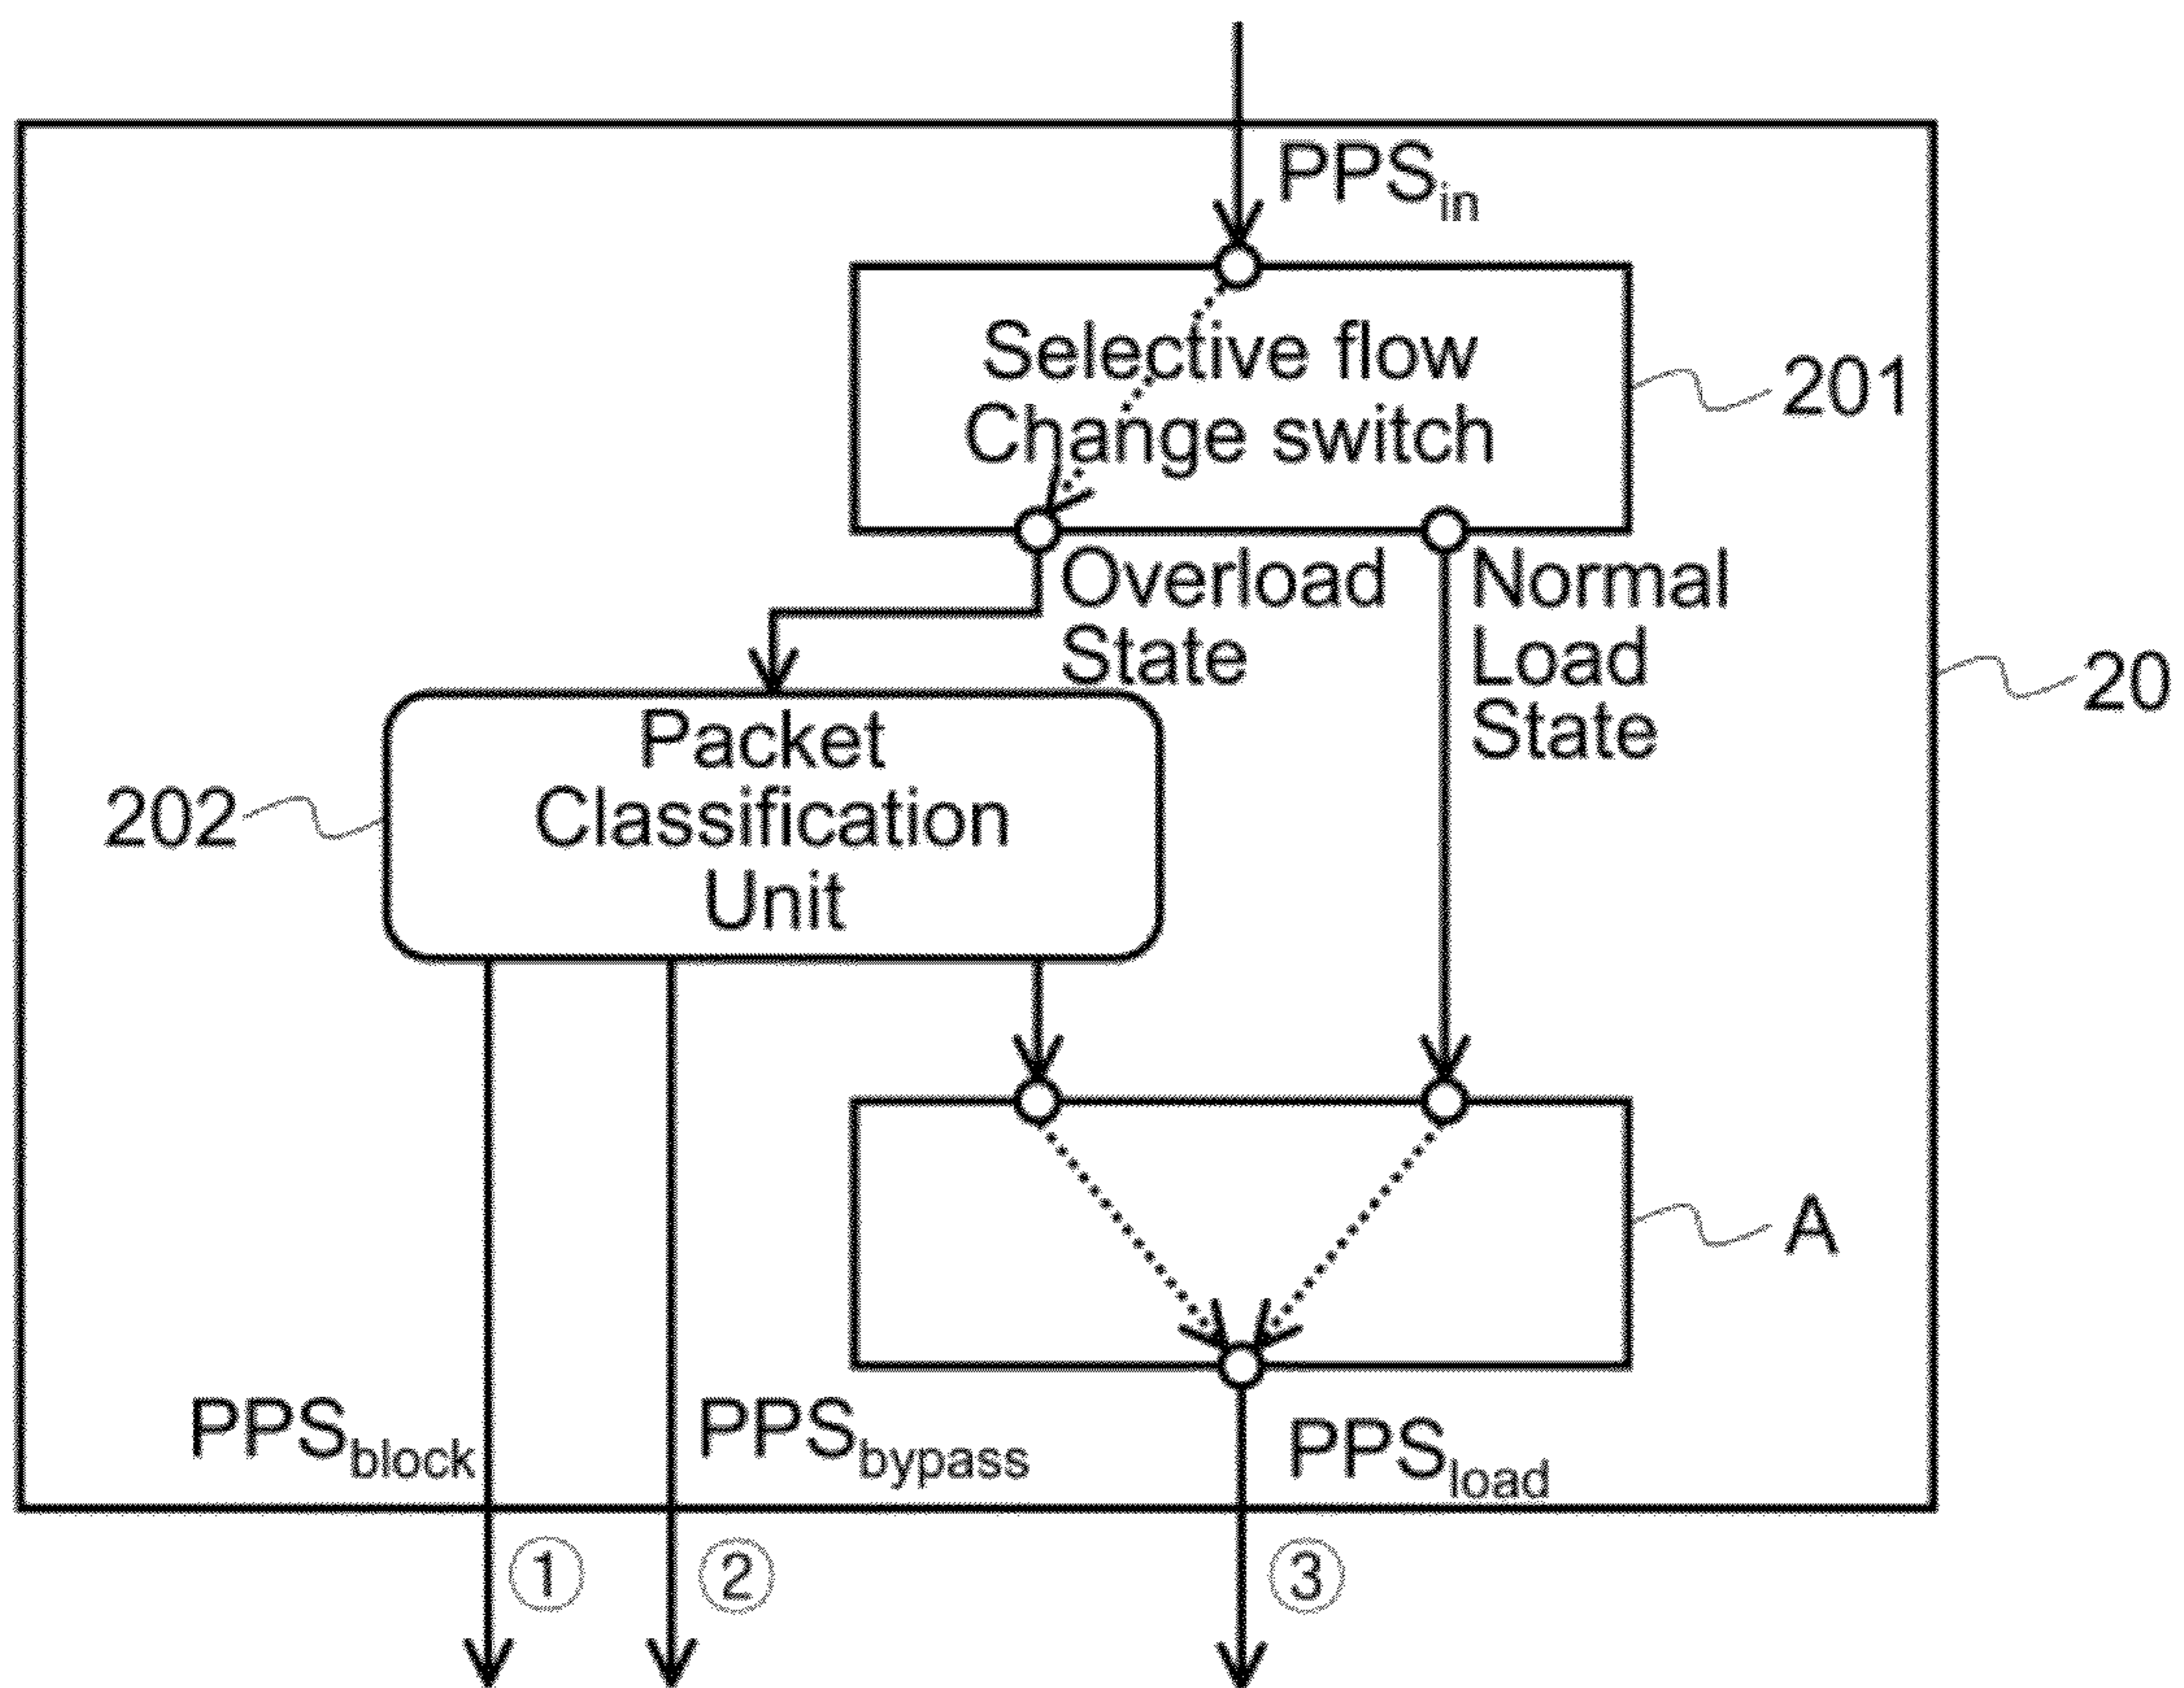 PPSin
Selective flow
Change switch
201
Overload
State
Normal
Load
State
20
Packet
Classification
Unit
202
A
PPSblock
PPSbypass
PPSload
①
②
③